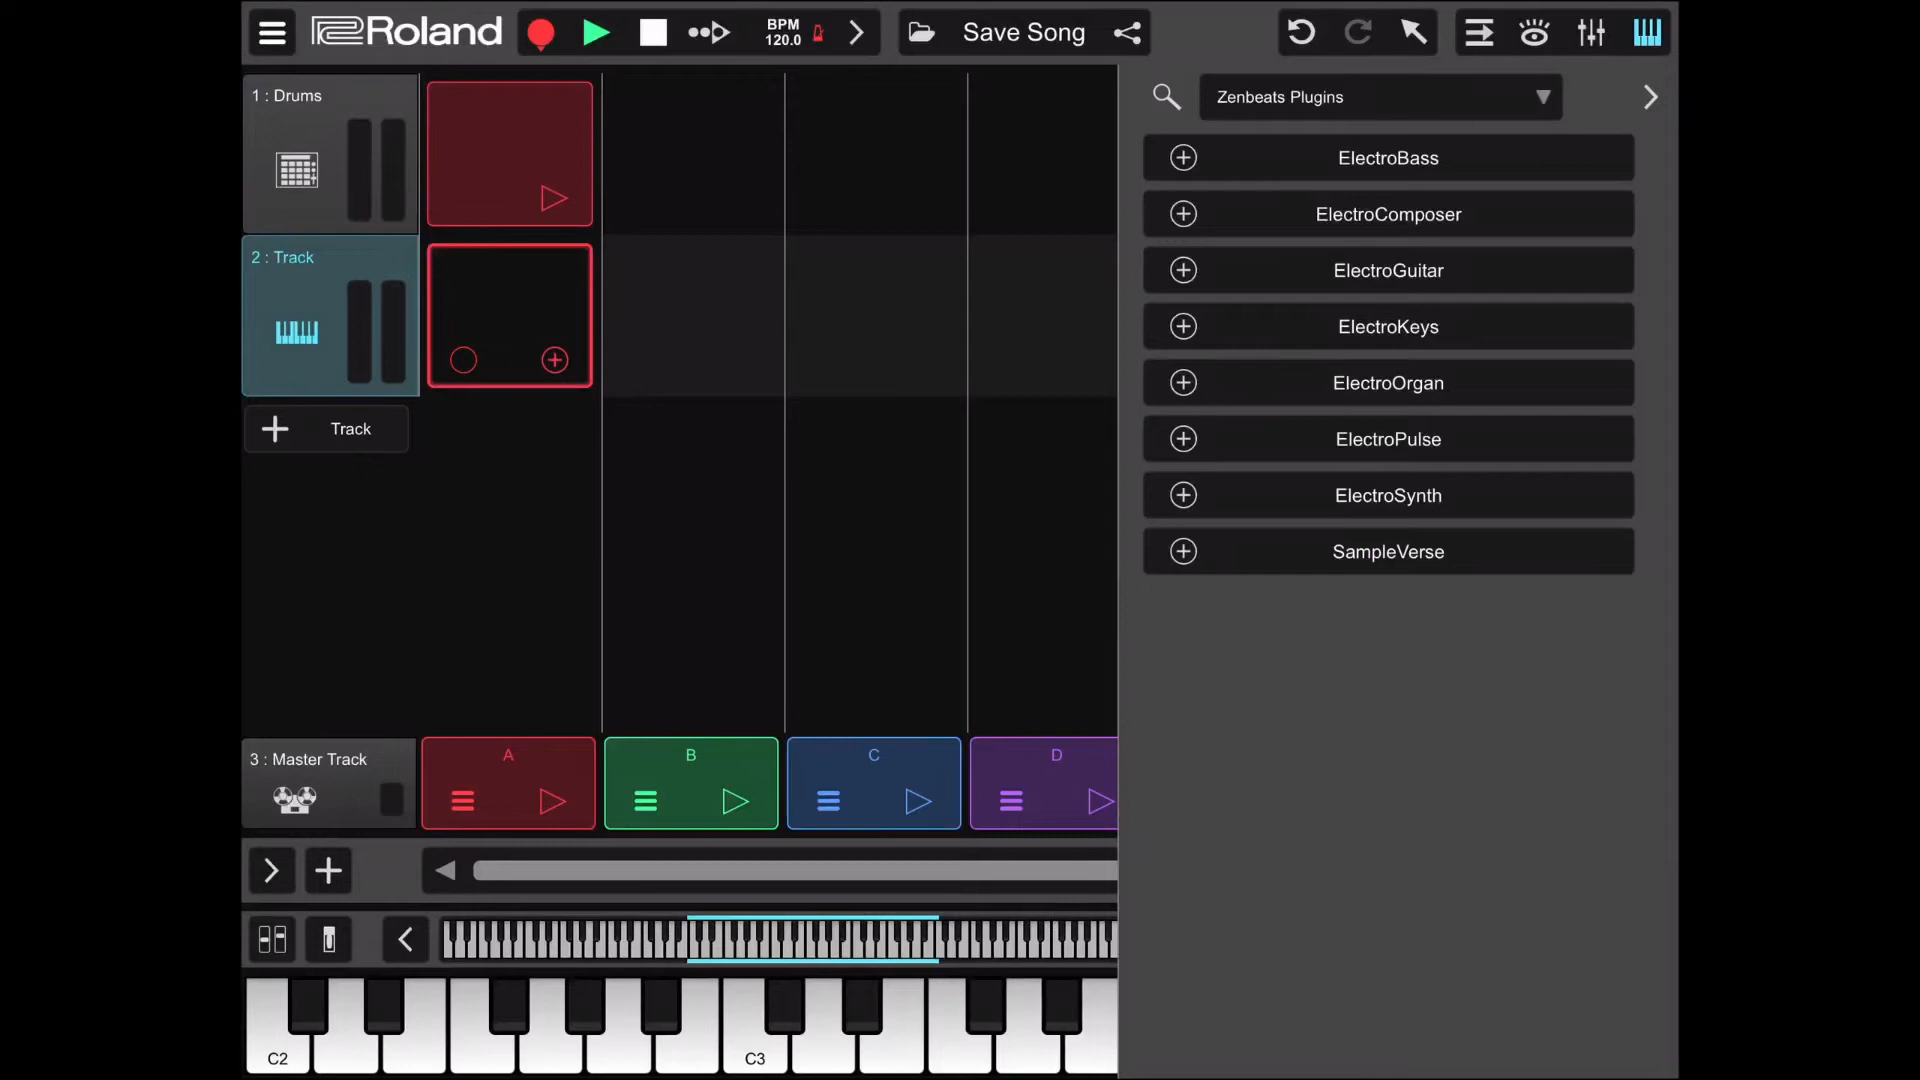 Roland
BPM
120.0
Save Song
1 : Drums
Zenbeats Plugins
ElectroBass
ElectroComposer
2 : Track
ElectroGuitar
ElectroKeys
ElectroOrgan
Track
ElectroPulse
ElectroSynth
SampleVerse
3 : Master Track
A
B
C
D
C2
C3